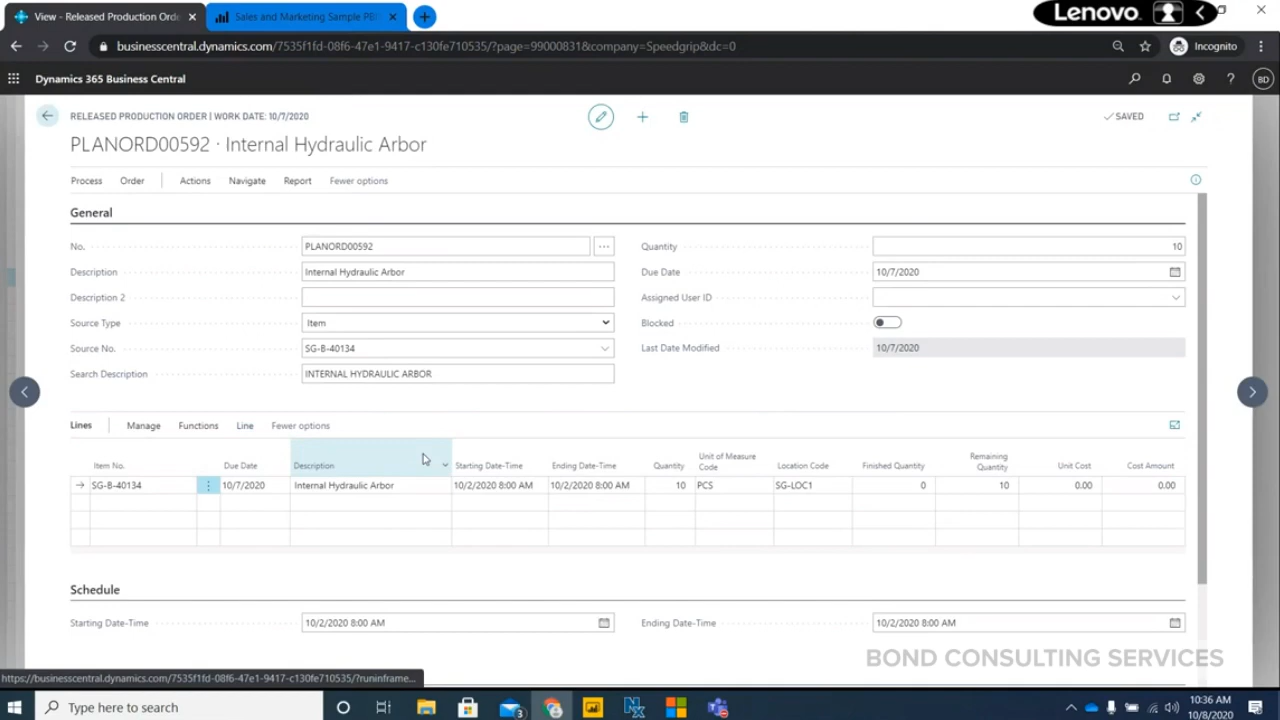 View - Released Production Orde
Sales and Marketing Sample PBI
Lenovo
businesscentral.dynamics.com/7535f1fd-08f6-47e1-9417-c130fe710535/?page=99000831&company=Speedgrip&dc=0
Incognito
Dynamics 365 Business Central
BD
RELEASED PRODUCTION ORDER | WORK DATE: 10/7/2020
SAVED
PLANORD00592 · Internal Hydraulic Arbor
Process Order Actions Navigate Report Fewer options
General
No. PLANORD00592 Quantity 10
Description Internal Hydraulic Arbor Due Date 10/7/2020
Description 2 Assigned User ID
Source Type Item Blocked
Source No. SG-B-40134 Last Date Modified 10/7/2020
Search Description INTERNAL HYDRAULIC ARBOR
Lines Manage Functions Line Fewer options
Item No. Due Date Description Starting Date-Time Ending Date-Time Quantity Unit of Measure Code Location Code Finished Quantity Remaining Quantity Unit Cost Cost Amount
SG-B-40134 10/7/2020 Internal Hydraulic Arbor 10/2/2020 8:00 AM 10/2/2020 8:00 AM 10 PCS SG-LOC1 0 10 0.00 0.00
Schedule
Starting Date-Time 10/2/2020 8:00 AM Ending Date-Time 10/2/2020 8:00 AM
BOND CONSULTING SERVICES
https://businesscentral.dynamics.com/7535f1fd-08f6-47e1-9417-c130fe710535/?runinframe...
Type here to search
10:36 AM
10/8/2020